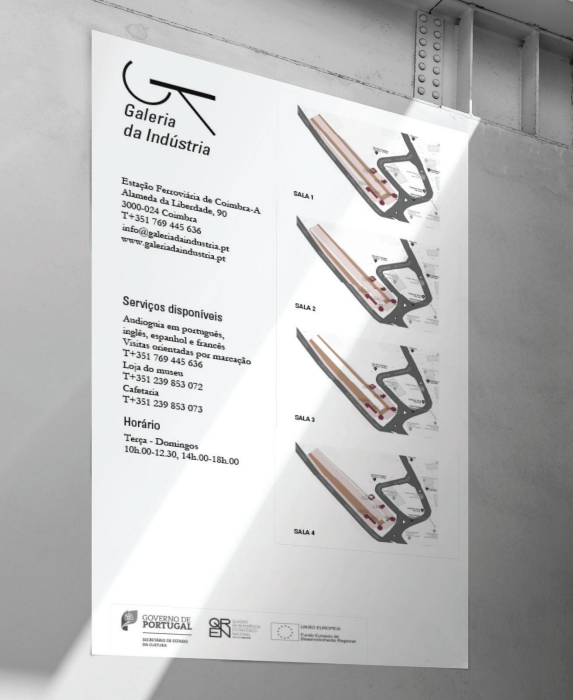 Galeria
da Indústria
Estação Ferroviária de Coimbra-A
Alameda da Liberdade, 90
3000-024 Coimbra
T+351 769 445 636
info@galeriadaindustria.pt
www.galeriadaindustria.pt
Serviços disponíveis
Audioguia em português,
inglês, espanhol e francês
Visitas orientadas por marcação
T+351 769 445 636
Loja do museu
T+351 239 853 072
Cafetaria
T+351 239 853 073
Horário
Terça - Domingos
10h.00-12.30, 14h.00-18h.00
SALA 1
SALA 2
SALA 3
SALA 4
GOVERNO DE
PORTUGAL
SECRETÁRIO DE ESTADO
DA CULTURA
QR
EN
UNIÃO EUROPEIA
Fundo Europeu de
Desenvolvimento Regional